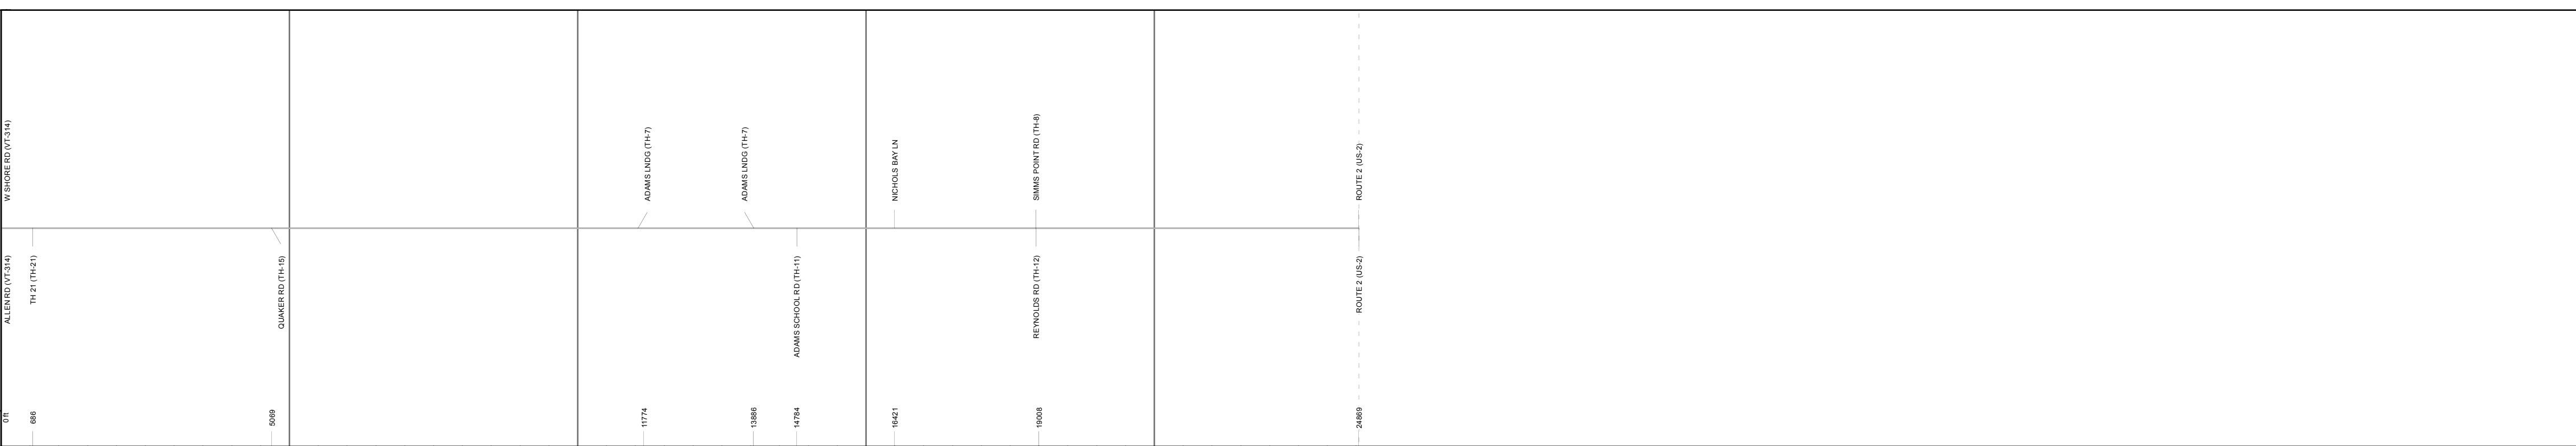 W SHORE RD (VT-314)
ADAMS LNDG (TH-7)
ADAMS LNDG (TH-7)
NICHOLS BAY LN
SIMMS POINT RD (TH-8)
ROUTE 2 (US-2)
ALLEN RD (VT-314)
TH 21 (TH-21)
QUAKER RD (TH-15)
ADAMS SCHOOL RD (TH-11)
REYNOLDS RD (TH-12)
ROUTE 2 (US-2)
0 ft
686
5069
11774
13886
14784
16421
19008
24869